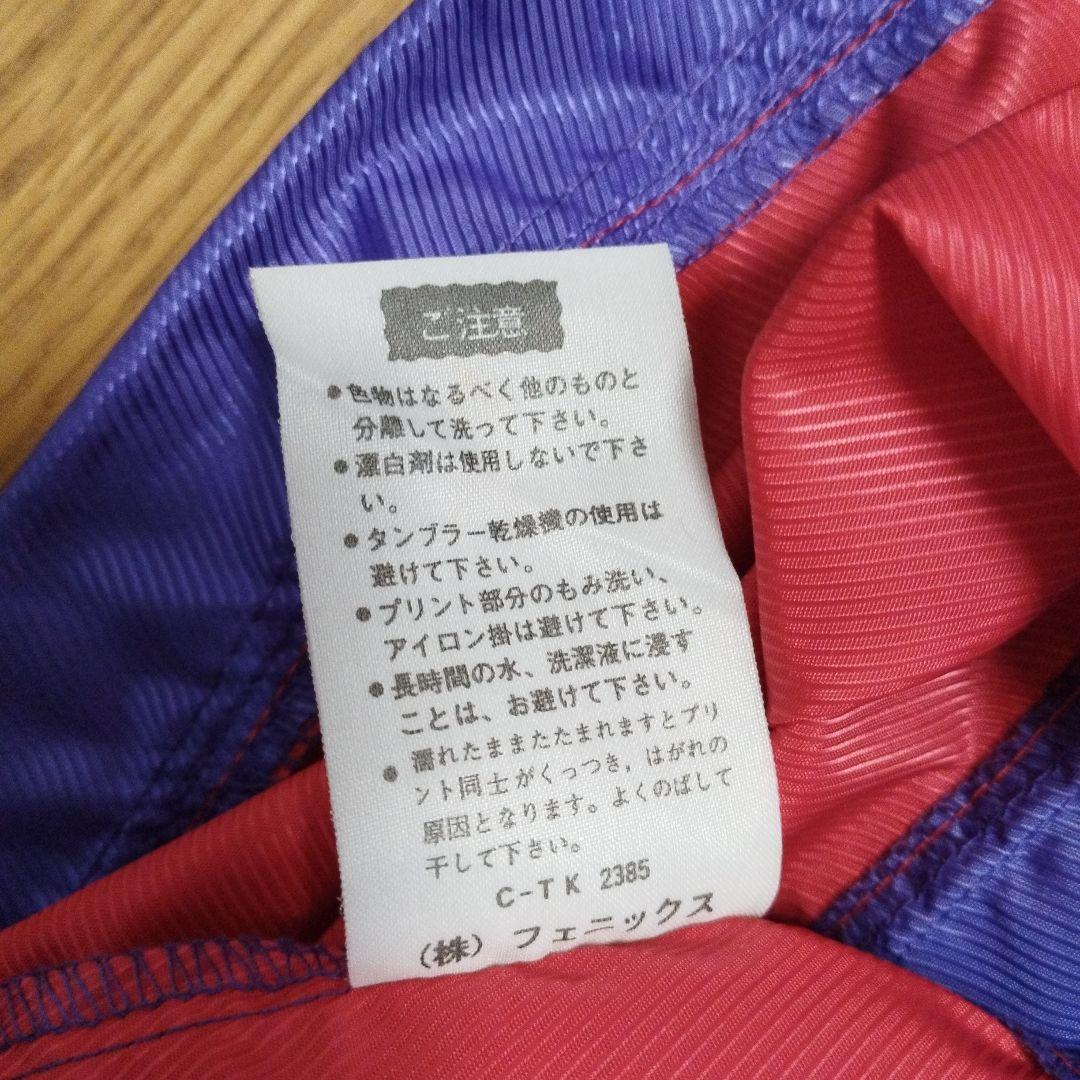 ご注意
●色物はなるべく他のものと
分離して洗って下さい。
●漂白剤は使用しないで下さ
い。
●タンブラー乾燥機の使用は
避けて下さい。
●プリント部分のもみ洗い、
アイロン掛は避けて下さい。
●長時間の水、洗潔液に浸す
ことは、お避けて下さい。
●濡れたままたたまれますとプリ
ント同士がくっつき，はがれの
原因となります。よくのばして
干して下さい。
C-TK 2385
(株) フェニックス